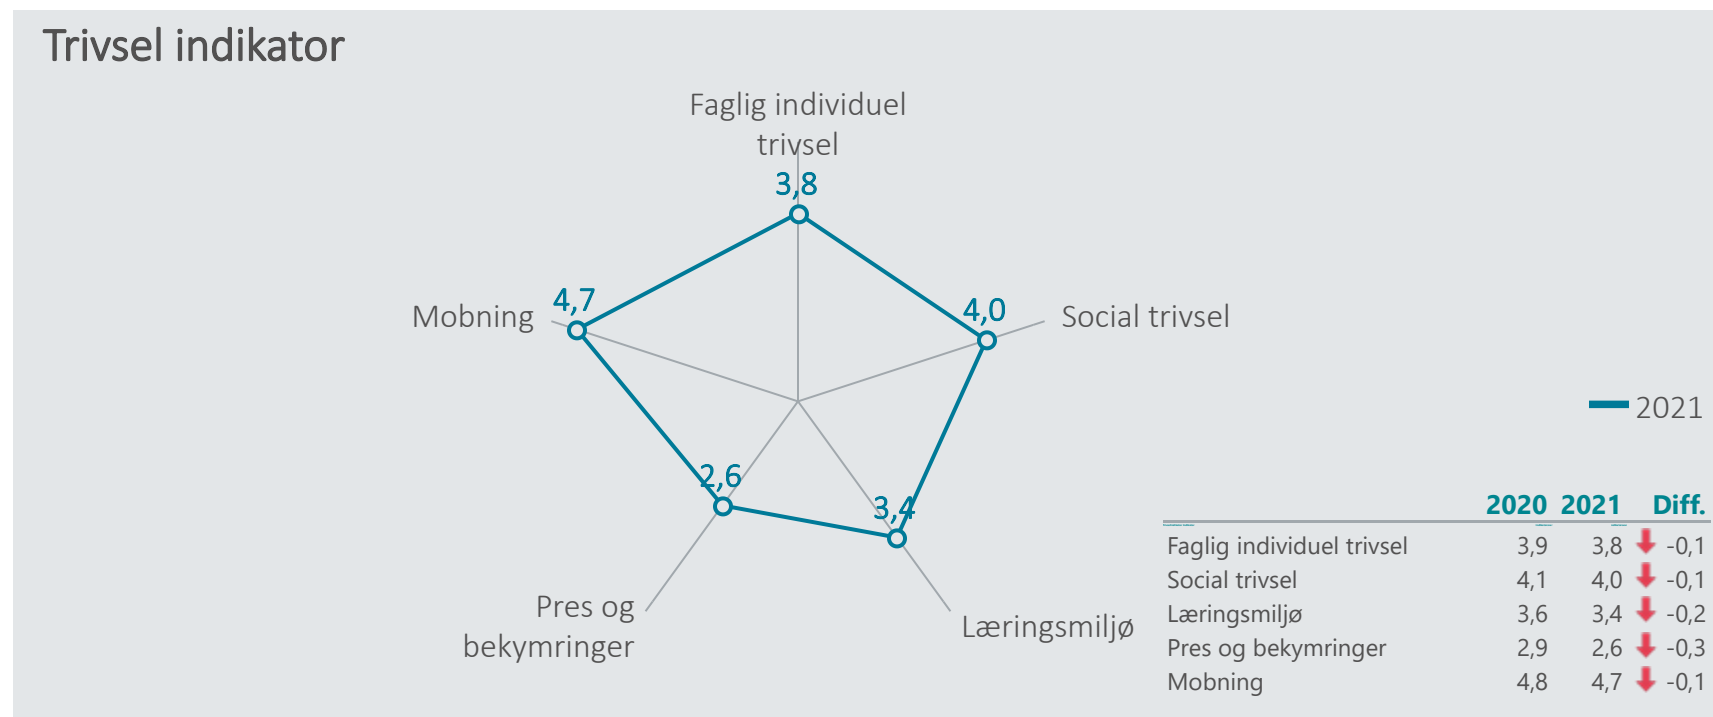 Trivsel indikator
Faglig individuel
trivsel
3,8
4,7
Mobning
4,0
Social trivsel
2021
2,6
3,4
Pres og
bekymringer
Læringsmiljø
2020 2021 Diff.
Faglig individuel trivsel 3,9 3,8 -0,1
Social trivsel 4,1 4,0 -0,1
Læringsmiljø 3,6 3,4 -0,2
Pres og bekymringer 2,9 2,6 -0,3
Mobning 4,8 4,7 -0,1